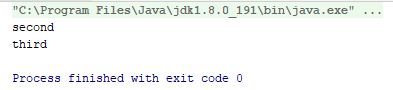 "C:\Program Files\Java\jdk1.8.0_191\bin\java.exe" ...
second
third
Process finished with exit code 0